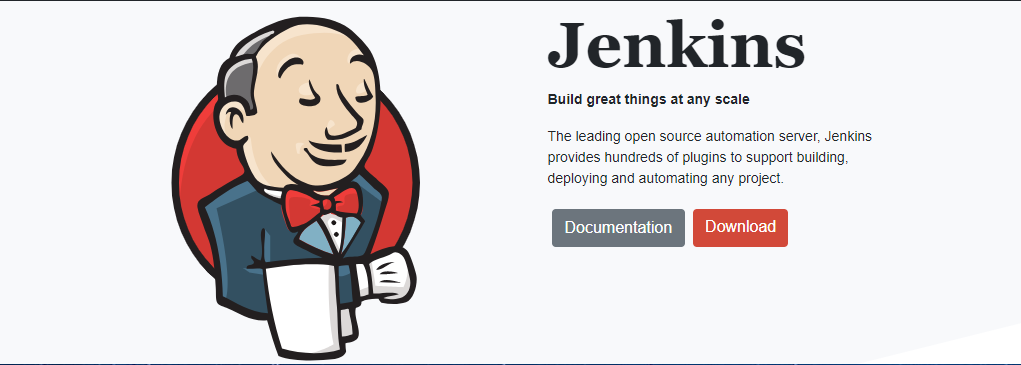 Jenkins
Build great things at any scale
The leading open source automation server, Jenkins
provides hundreds of plugins to support building,
deploying and automating any project.
Documentation
Download